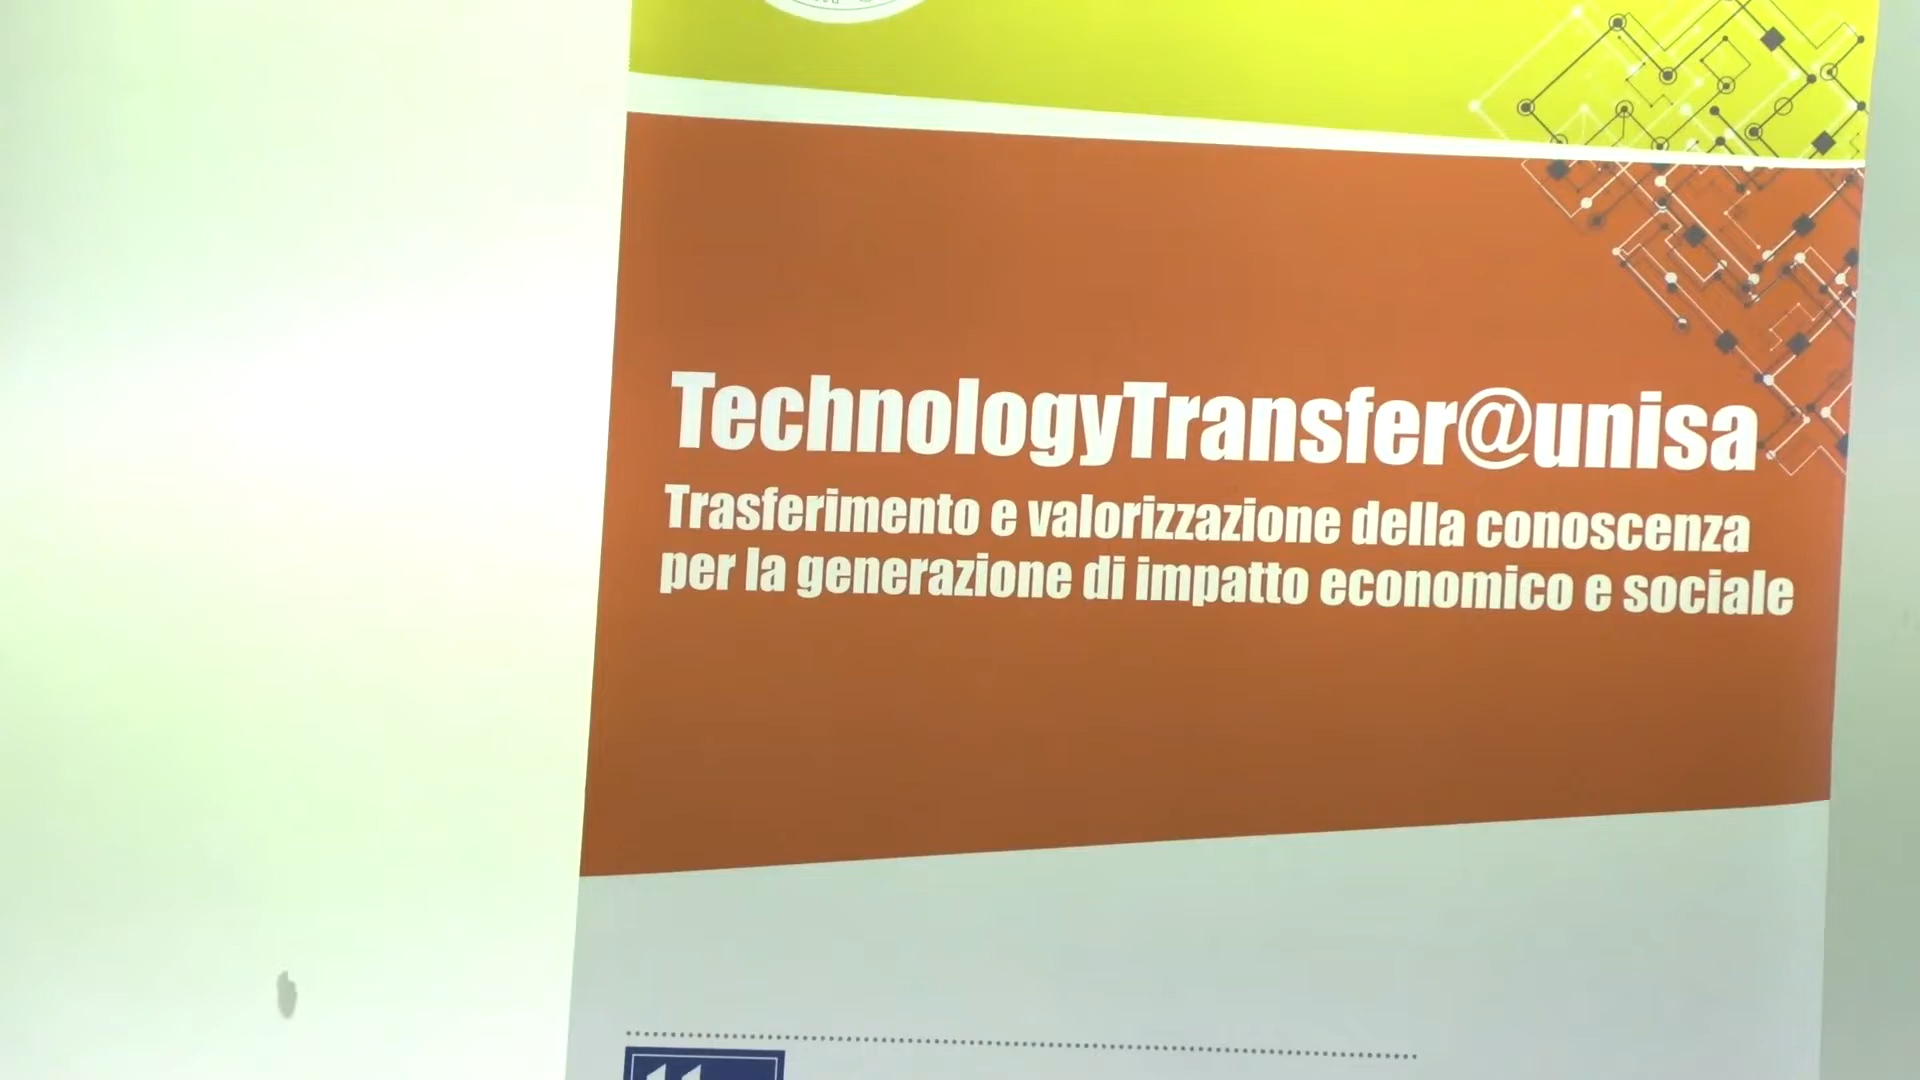 TechnologyTransfer@unisa
Trasferimento e valorizzazione della conoscenza
per la generazione di impatto economico e sociale